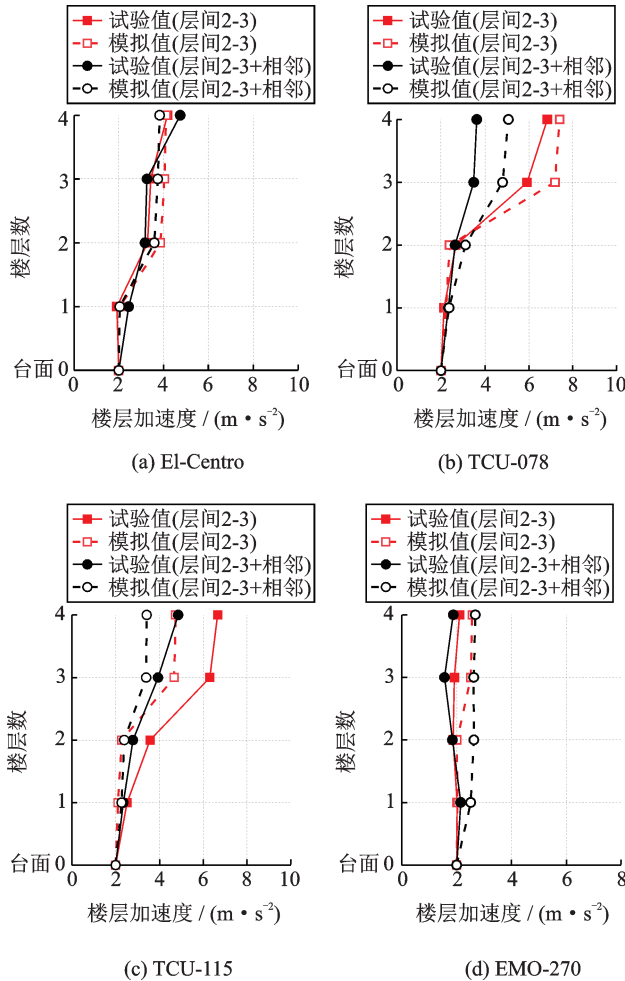 试验值(层间2-3)
模拟值(层间2-3)
试验值(层间2-3+相邻)
模拟值(层间2-3+相邻)
4
3
2
1
台面 0
楼层数
0 2 4 6 8 10
楼层加速度 / (m·s⁻²)
(a) El-Centro
试验值(层间2-3)
模拟值(层间2-3)
试验值(层间2-3+相邻)
模拟值(层间2-3+相邻)
4
3
2
1
台面 0
楼层数
0 2 4 6 8 10
楼层加速度 / (m·s⁻²)
(b) TCU-078
试验值(层间2-3)
模拟值(层间2-3)
试验值(层间2-3+相邻)
模拟值(层间2-3+相邻)
4
3
2
1
台面 0
楼层数
0 2 4 6 8 10
楼层加速度 / (m·s⁻²)
(c) TCU-115
试验值(层间2-3)
模拟值(层间2-3)
试验值(层间2-3+相邻)
模拟值(层间2-3+相邻)
4
3
2
1
台面 0
楼层数
0 2 4 6 8
楼层加速度 / (m·s⁻²)
(d) EMO-270